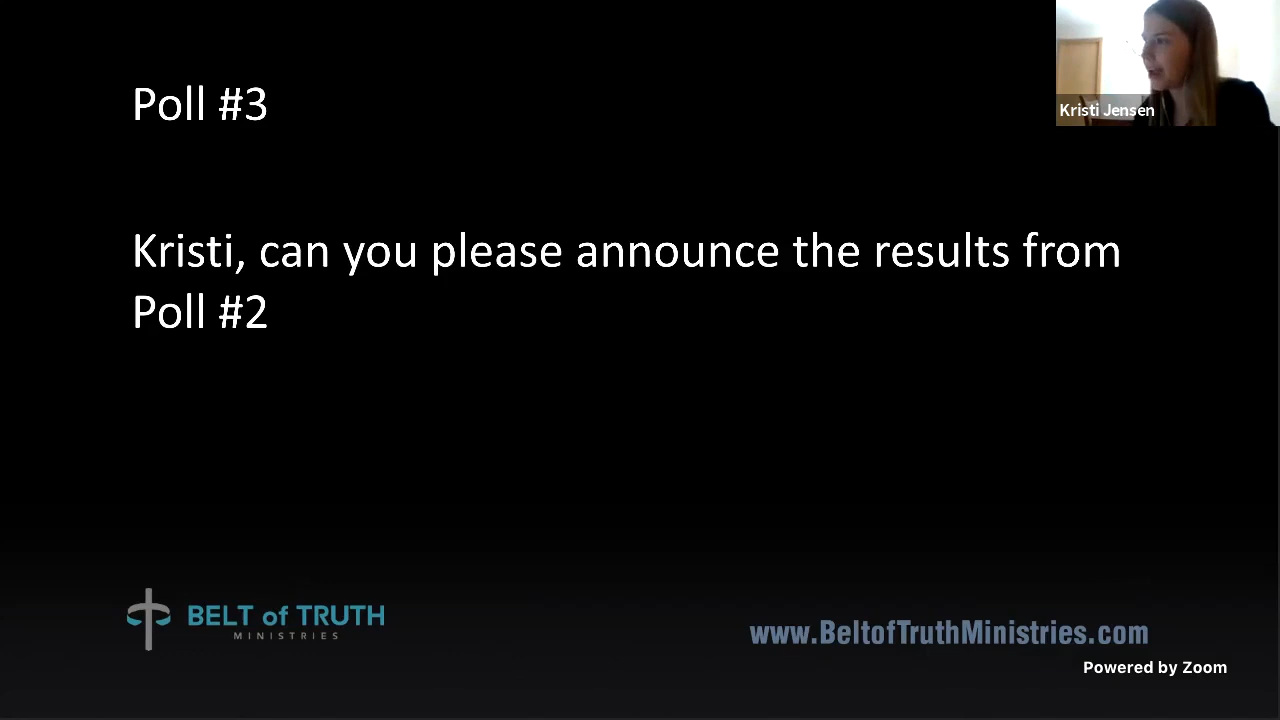 Poll #3
Kristi Jensen
Kristi, can you please announce the results from
Poll #2
BELT of TRUTH
MINISTRIES
www.BeltofTruthMinistries.com
Powered by Zoom